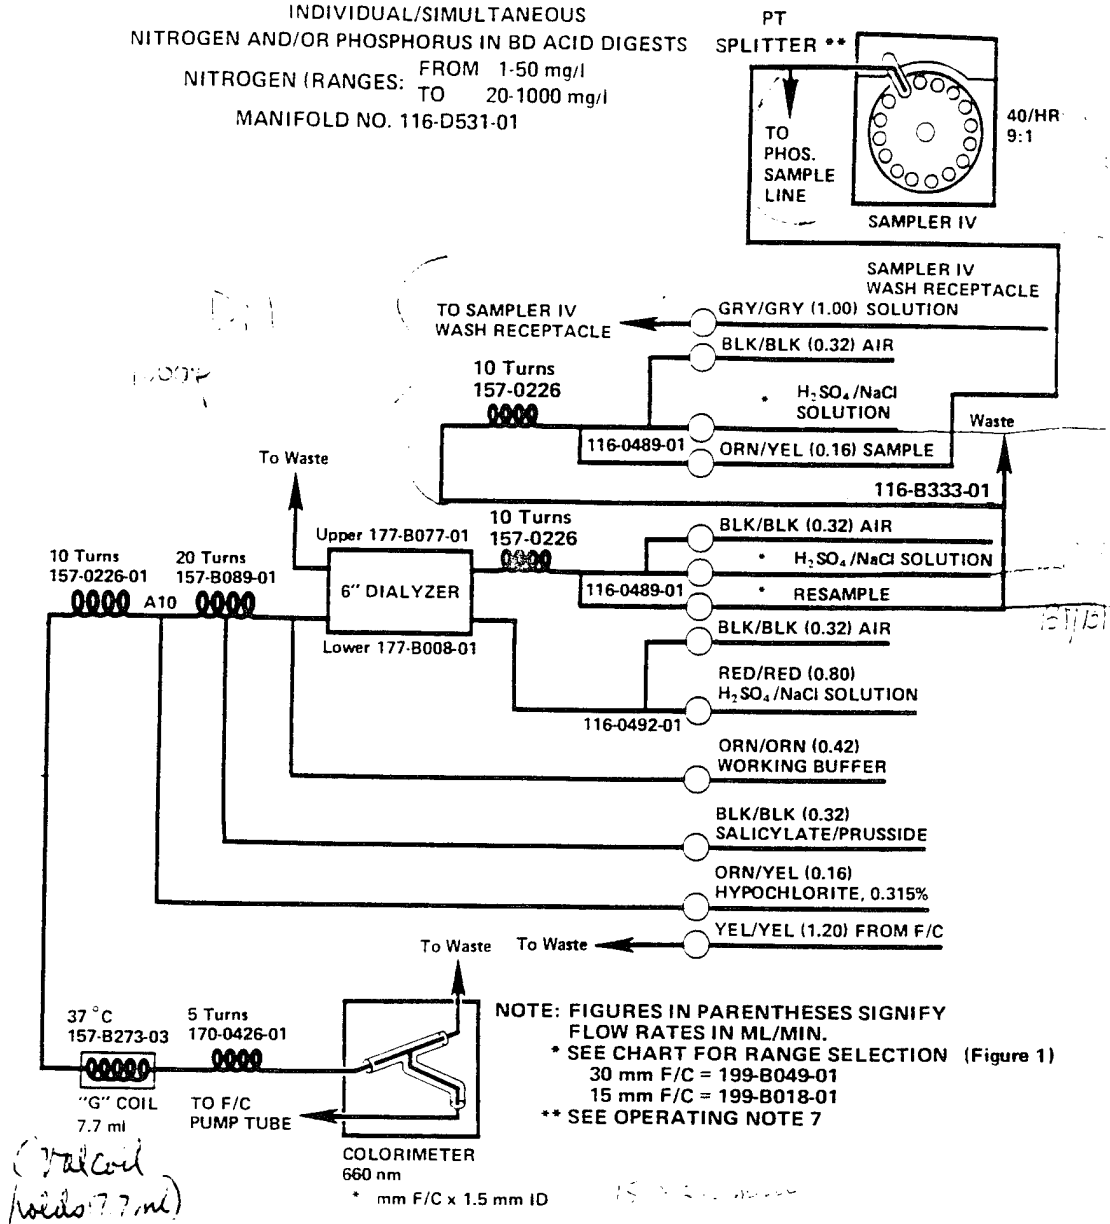 INDIVIDUAL/SIMULTANEOUS
NITROGEN AND/OR PHOSPHORUS IN BD ACID DIGESTS
NITROGEN (RANGES: FROM 1-50 mg/l
TO 20-1000 mg/l
MANIFOLD NO. 116-D531-01
PT
SPLITTER **
TO
PHOS.
SAMPLE
LINE
40/HR
9:1
SAMPLER IV
SAMPLER IV
WASH RECEPTACLE
GRY/GRY (1.00) SOLUTION
TO SAMPLER IV
WASH RECEPTACLE
BLK/BLK (0.32) AIR
10 Turns
157-0226
* H₂SO₄/NaCl
SOLUTION
116-0489-01
ORN/YEL (0.16) SAMPLE
Waste
116-B333-01
To Waste
Upper 177-B077-01
10 Turns
157-0226
BLK/BLK (0.32) AIR
* H₂SO₄/NaCl SOLUTION
116-0489-01
* RESAMPLE
10 Turns
157-0226-01
A10
20 Turns
157-B089-01
6" DIALYZER
Lower 177-B008-01
BLK/BLK (0.32) AIR
RED/RED (0.80)
H₂SO₄/NaCl SOLUTION
116-0492-01
ORN/ORN (0.42)
WORKING BUFFER
BLK/BLK (0.32)
SALICYLATE/PRUSSIDE
ORN/YEL (0.16)
HYPOCHLORITE, 0.315%
YEL/YEL (1.20) FROM F/C
To Waste
To Waste
37 °C
157-B273-03
5 Turns
170-0426-01
"G" COIL
7.7 ml
TO F/C
PUMP TUBE
COLORIMETER
660 nm
* mm F/C x 1.5 mm ID
NOTE: FIGURES IN PARENTHESES SIGNIFY
FLOW RATES IN ML/MIN.
* SEE CHART FOR RANGE SELECTION (Figure 1)
30 mm F/C = 199-B049-01
15 mm F/C = 199-B018-01
** SEE OPERATING NOTE 7
coil
holds 7.7 ml)